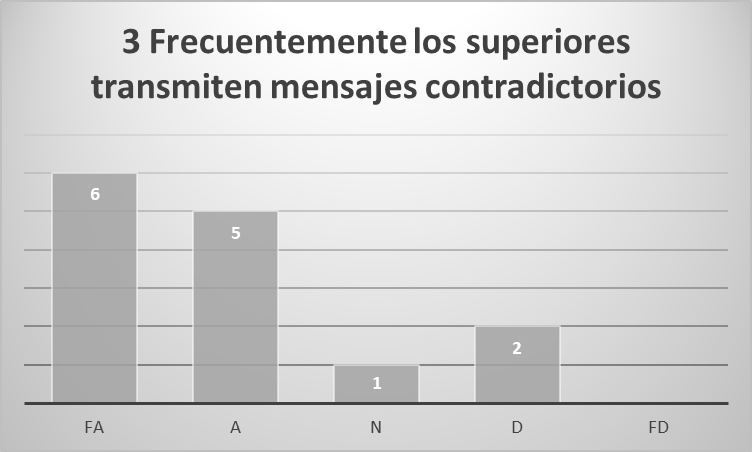 3 Frecuentemente los superiores
transmiten mensajes contradictorios
6
5
1
2
FA A N D FD